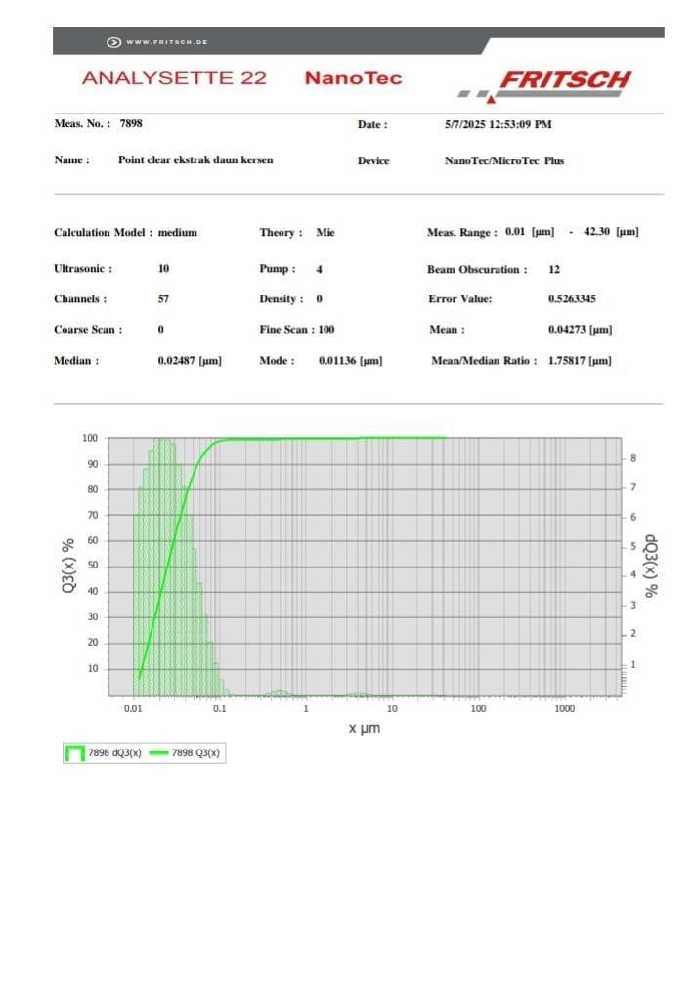 WWW.FRITSCH.DE
ANALYSETTE 22 NanoTec FRITSCH
Meas. No. : 7898 Date : 5/7/2025 12:53:09 PM
Name : Point clear ekstrak daun kersen Device NanoTec/MicroTec Plus
Calculation Model : medium Theory : Mie Meas. Range : 0.01 [µm] - 42.30 [µm]
Ultrasonic : 10 Pump : 4 Beam Obscuration : 12
Channels : 57 Density : 0 Error Value: 0.5263345
Coarse Scan : 0 Fine Scan : 100 Mean : 0.04273 [µm]
Median : 0.02487 [µm] Mode : 0.01136 [µm] Mean/Median Ratio : 1.75817 [µm]
100
90 8
80 7
70 6
60 5
50 4
40 3
30 2
20 1
10
Q3(x) %
dQ3(x) %
0.01 0.1 1 10 100 1000
x µm
7898 dQ3(x) 7898 Q3(x)